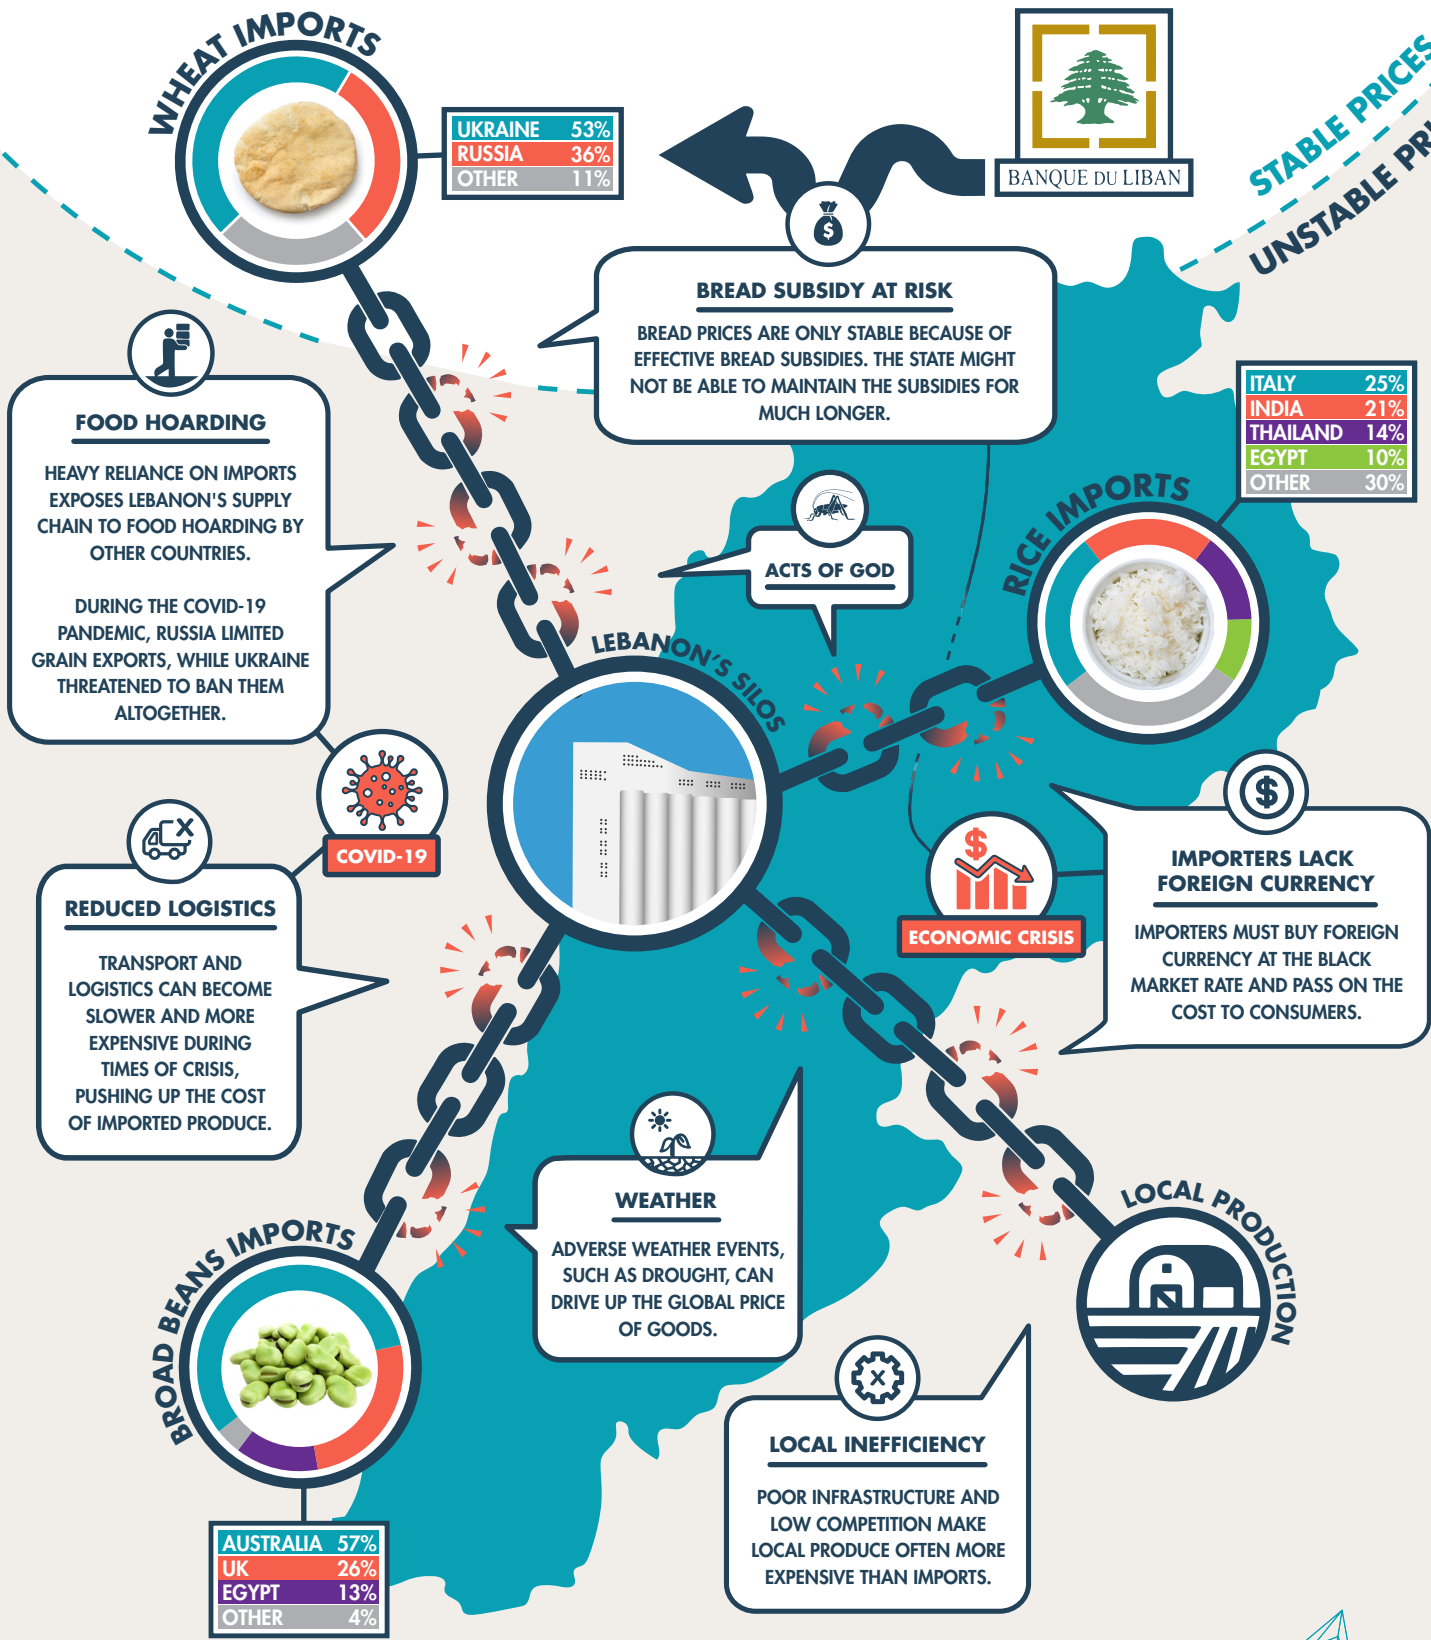 WHEAT IMPORTS
UKRAINE 53%
RUSSIA 36%
OTHER 11%
BANQUE DU LIBAN
STABLE PRICES
UNSTABLE
$
BREAD SUBSIDY AT RISK
BREAD PRICES ARE ONLY STABLE BECAUSE OF
EFFECTIVE BREAD SUBSIDIES. THE STATE MIGHT
NOT BE ABLE TO MAINTAIN THE SUBSIDIES FOR
MUCH LONGER.
FOOD HOARDING
HEAVY RELIANCE ON IMPORTS
EXPOSES LEBANON'S SUPPLY
CHAIN TO FOOD HOARDING BY
OTHER COUNTRIES.
DURING THE COVID-19
PANDEMIC, RUSSIA LIMITED
GRAIN EXPORTS, WHILE UKRAINE
THREATENED TO BAN THEM
ALTOGETHER.
ITALY 25%
INDIA 21%
THAILAND 14%
EGYPT 10%
OTHER 30%
RICE IMPORTS
ACTS OF GOD
LEBANON'S SILOS
COVID-19
X
REDUCED LOGISTICS
TRANSPORT AND
LOGISTICS CAN BECOME
SLOWER AND MORE
EXPENSIVE DURING
TIMES OF CRISIS,
PUSHING UP THE COST
OF IMPORTED PRODUCE.
$
ECONOMIC CRISIS
$
IMPORTERS LACK
FOREIGN CURRENCY
IMPORTERS MUST BUY FOREIGN
CURRENCY AT THE BLACK
MARKET RATE AND PASS ON THE
COST TO CONSUMERS.
WEATHER
ADVERSE WEATHER EVENTS,
SUCH AS DROUGHT, CAN
DRIVE UP THE GLOBAL PRICE
OF GOODS.
LOCAL PRODUCTION
BROAD BEANS IMPORTS
AUSTRALIA 57%
UK 26%
EGYPT 13%
OTHER 4%
X
LOCAL INEFFICIENCY
POOR INFRASTRUCTURE AND
LOW COMPETITION MAKE
LOCAL PRODUCE OFTEN MORE
EXPENSIVE THAN IMPORTS.